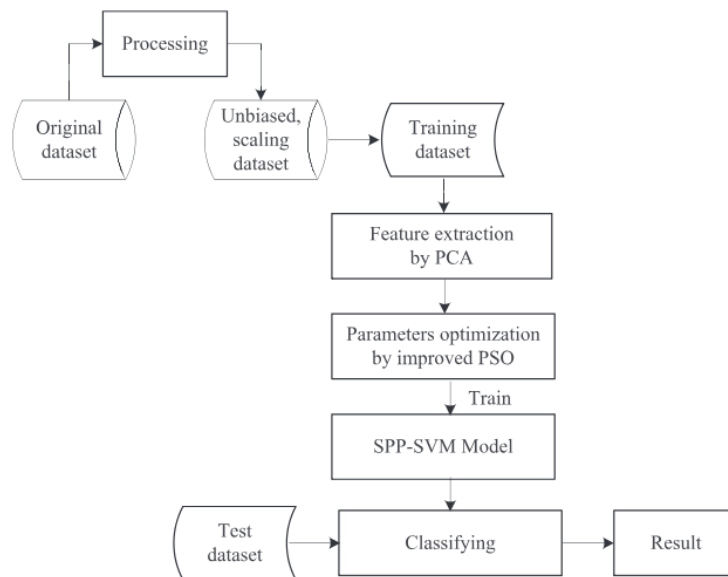 Processing
Original
dataset
Unbiased,
scaling
dataset
Training
dataset
Feature extraction
by PCA
Parameters optimization
by improved PSO
Train
SPP-SVM Model
Test
dataset
Classifying
Result